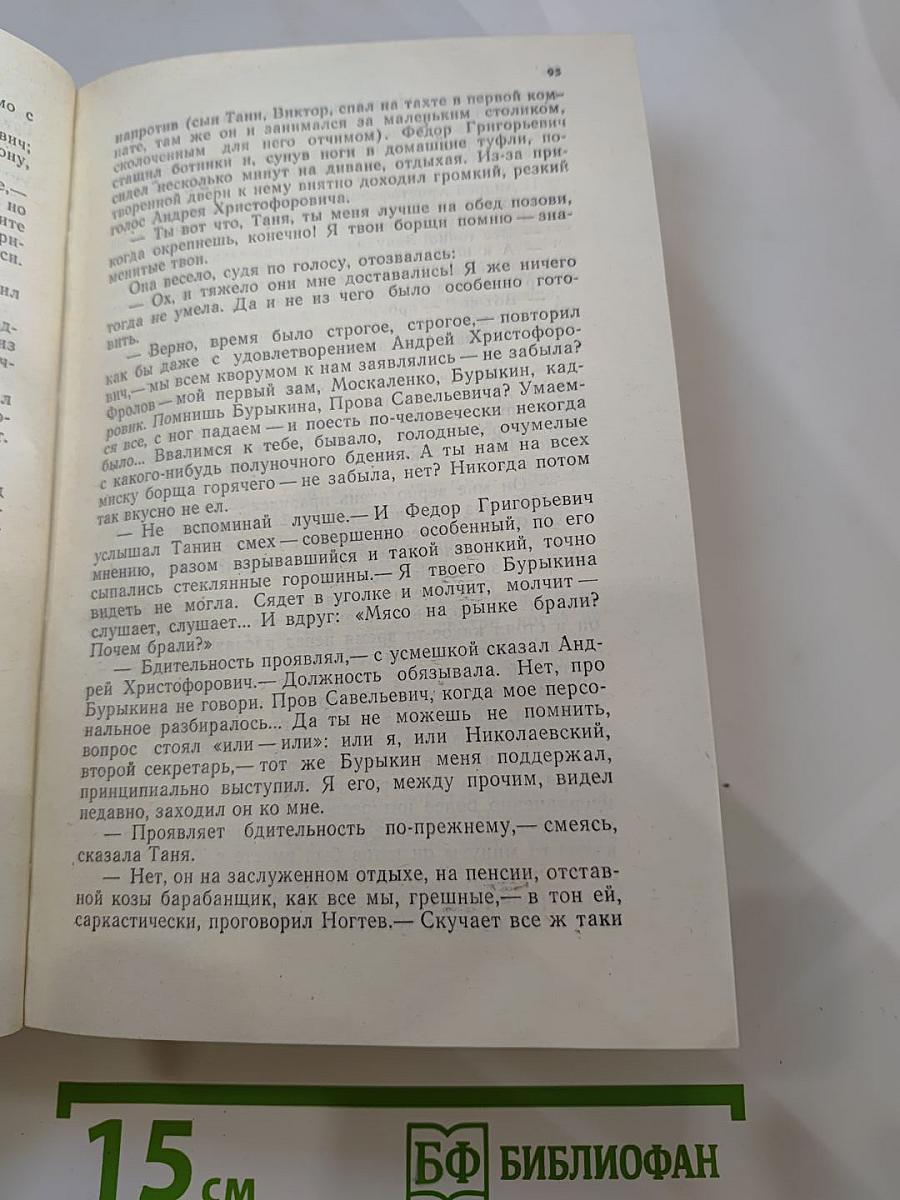 мо с
вич;
ону,
е,—
но
ите
ри-
си.
ил
д-
из
ч-
л
о-
т.
95
напротив (сын Тани, Виктор, спал на тахте в первой ком-
нате, там же он и занимался за маленьким столиком,
сколоченным для него отчимом). Федор Григорьевич
стащил ботинки и, сунув ноги в домашние туфли, по-
сидел несколько минут на диване, отдыхая. Из-за при-
творенной двери к нему внятно доходил громкий, резкий
голос Андрея Христофоровича.
— Ты вот что, Таня, ты меня лучше на обед позови,
когда окрепнешь, конечно! Я твои борщи помню — зна-
менитые твои.
Она весело, судя по голосу, отозвалась:
— Ох, и тяжело они мне доставались! Я же ничего
тогда не умела. Да и не из чего было особенно гото-
вить.
— Верно, время было строгое, строгое,— повторил
как бы даже с удовлетворением Андрей Христофоро-
вич,— мы всем кворумом к нам заявлялись — не забыла?
Фролов — мой первый зам, Москаленко, Бурыкин, кад-
ровик. Помнишь Бурыкина, Прова Савельевича? Умаем-
ся все, с ног падаем — и поесть по-человечески некогда
было... Ввалимся к тебе, бывало, голодные, очумелые
с какого-нибудь полуночного бдения. А ты нам на всех
миску борща горячего — не забыла, нет? Никогда потом
так вкусно не ел.
— Не вспоминай лучше.— И Федор Григорьевич
услышал Танин смех — совершенно особенный, по его
мнению, разом взрывавшийся и такой звонкий, точно
сыпались стеклянные горошины.— Я твоего Бурыкина
видеть не могла. Сядет в уголке и молчит, молчит —
слушает, слушает... И вдруг: «Мясо на рынке брали?
Почем брали?»
— Бдительность проявлял,— с усмешкой сказал Анд-
рей Христофорович.— Должность обязывала. Нет, про
Бурыкина не говори. Пров Савельевич, когда мое персо-
нальное разбиралось... Да ты не можешь не помнить,
вопрос стоял «или — или»: или я, или Николаевский,
второй секретарь,— тот же Бурыкин меня поддержал,
принципиально выступил. Я его, между прочим, видел
недавно, заходил он ко мне.
— Проявляет бдительность по-прежнему,— смеясь,
сказала Таня.
— Нет, он на заслуженном отдыхе, на пенсии, отстав-
ной козы барабанщик, как все мы, грешные,— в тон ей,
саркастически, проговорил Ногтев.— Скучает все ж таки
15 см
БФ БИБЛИОФАН